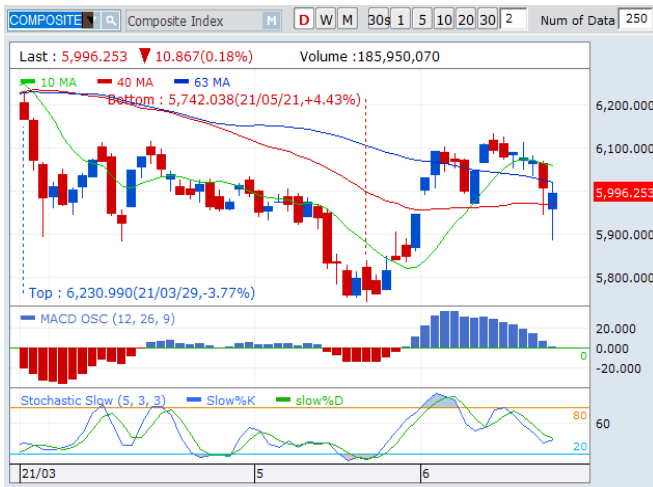 COMPOSITE Composite Index M D W M 30s 1 5 10 20 30 2 Num of Data 250
Last : 5,996.253 ▼ 10.867(0.18%) Volume :185,950,070
10 MA 40 MA 63 MA
Bottom : 5,742.038(21/05/21,+4.43%)
6,200.000
6,100.000
5,996.253
5,900.000
5,800.000
Top : 6,230.990(21/03/29,-3.77%)
MACD OSC (12, 26, 9)
20.000
0
-20.000
Stochastic Slow (5, 3, 3) Slow%K slow%D
80
60
20
21/03 5 6